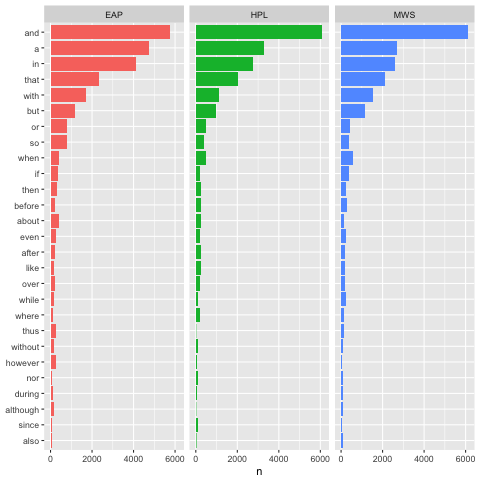 EAP HPL MWS
and
a
in
that
with
but
or
so
when
if
then
before
about
even
after
like
over
while
where
thus
without
however
nor
during
although
since
also
0 2000 4000 6000 0 2000 4000 6000 0 2000 4000 6000
n